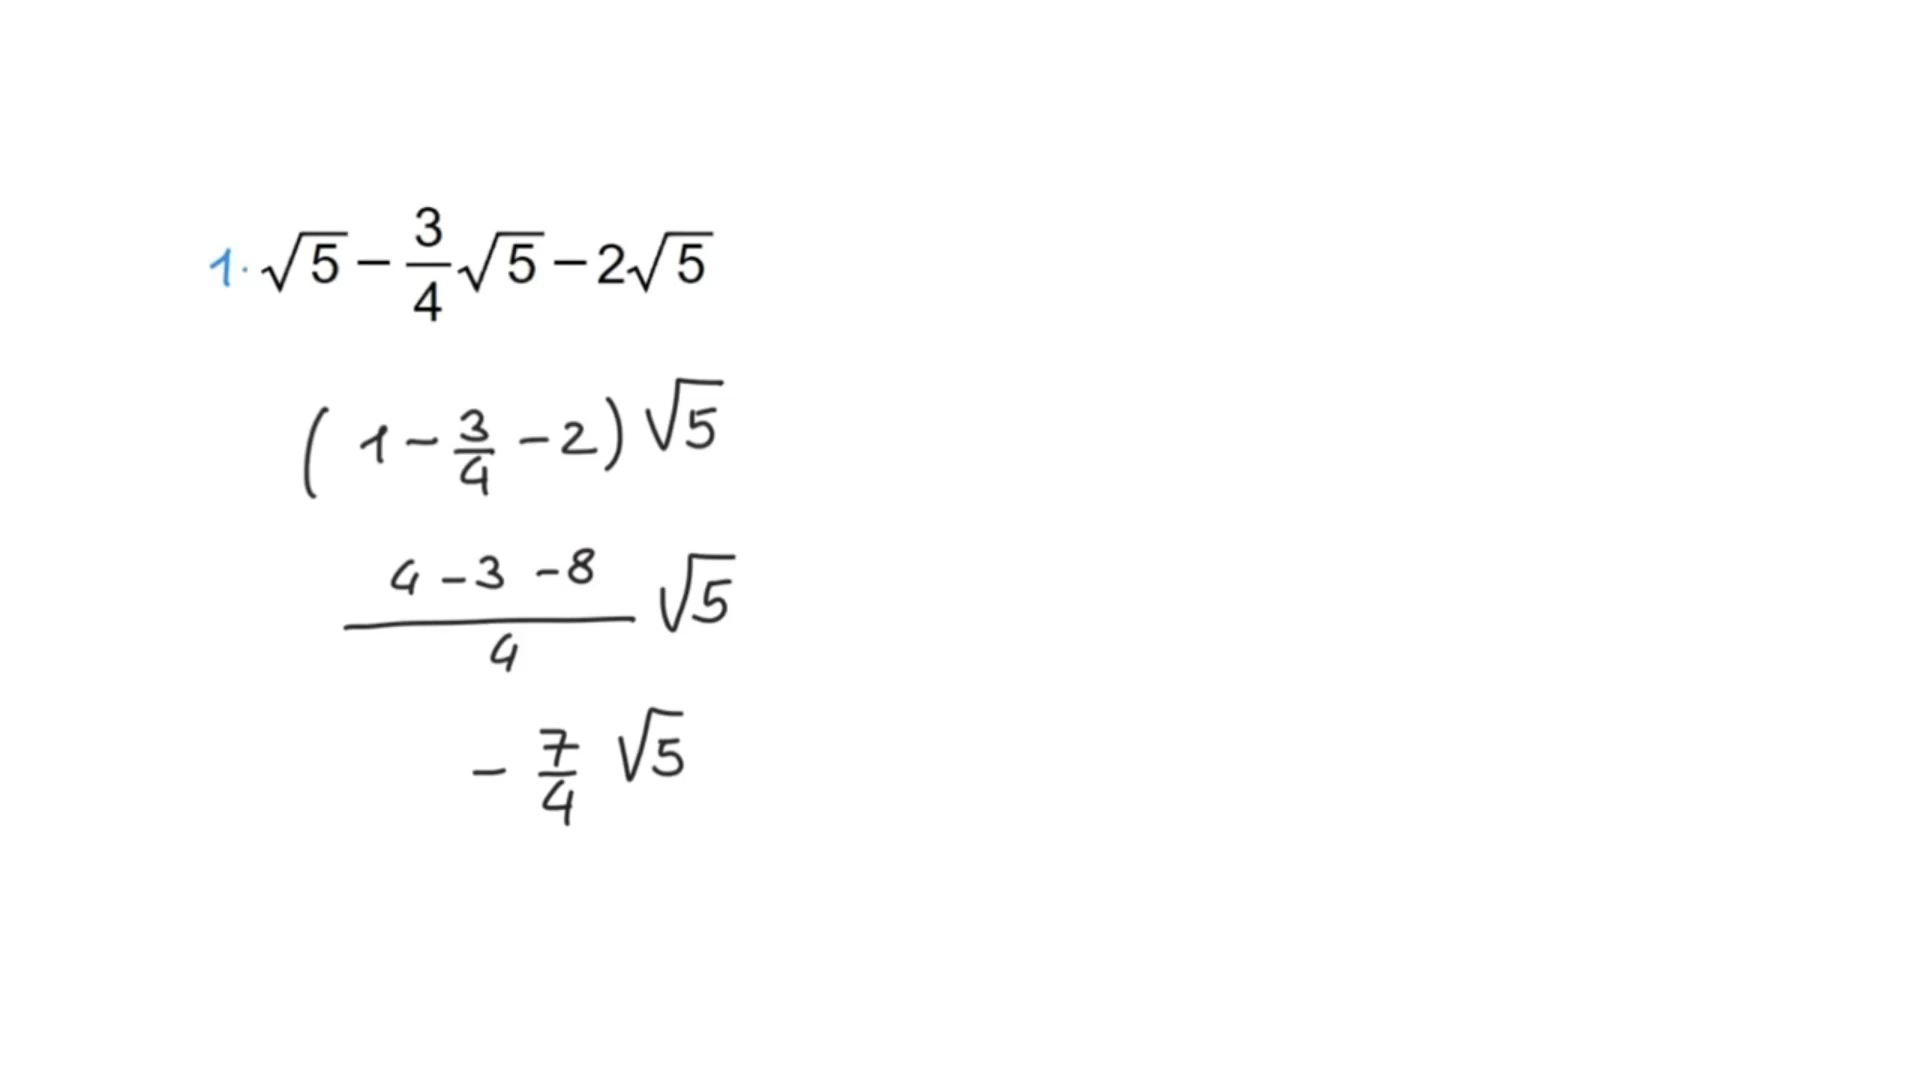 1·√5 − 3/4 √5 − 2√5
(1 − 3/4 − 2) √5
(4 − 3 − 8)/4 √5
− 7/4 √5